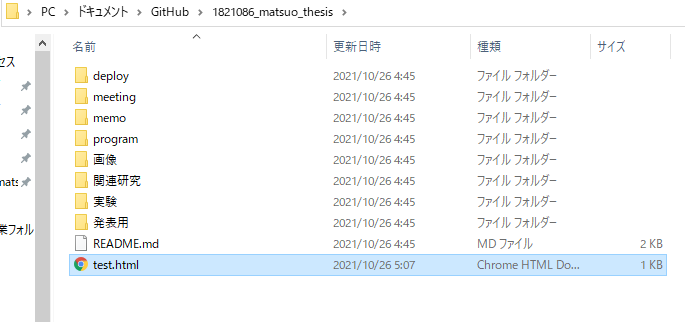 PC › ドキュメント › GitHub › 1821086_matsuo_thesis ›
名前 更新日時 種類 サイズ
セス
deploy 2021/10/26 4:45 ファイル フォルダー
meeting 2021/10/26 4:45 ファイル フォルダー
memo 2021/10/26 4:45 ファイル フォルダー
program 2021/10/26 4:45 ファイル フォルダー
画像 2021/10/26 4:45 ファイル フォルダー
mats 関連研究 2021/10/26 4:45 ファイル フォルダー
実験 2021/10/26 4:45 ファイル フォルダー
業フォル 発表用 2021/10/26 4:45 ファイル フォルダー
README.md 2021/10/26 4:45 MD ファイル 2 KB
test.html 2021/10/26 5:07 Chrome HTML Do... 1 KB